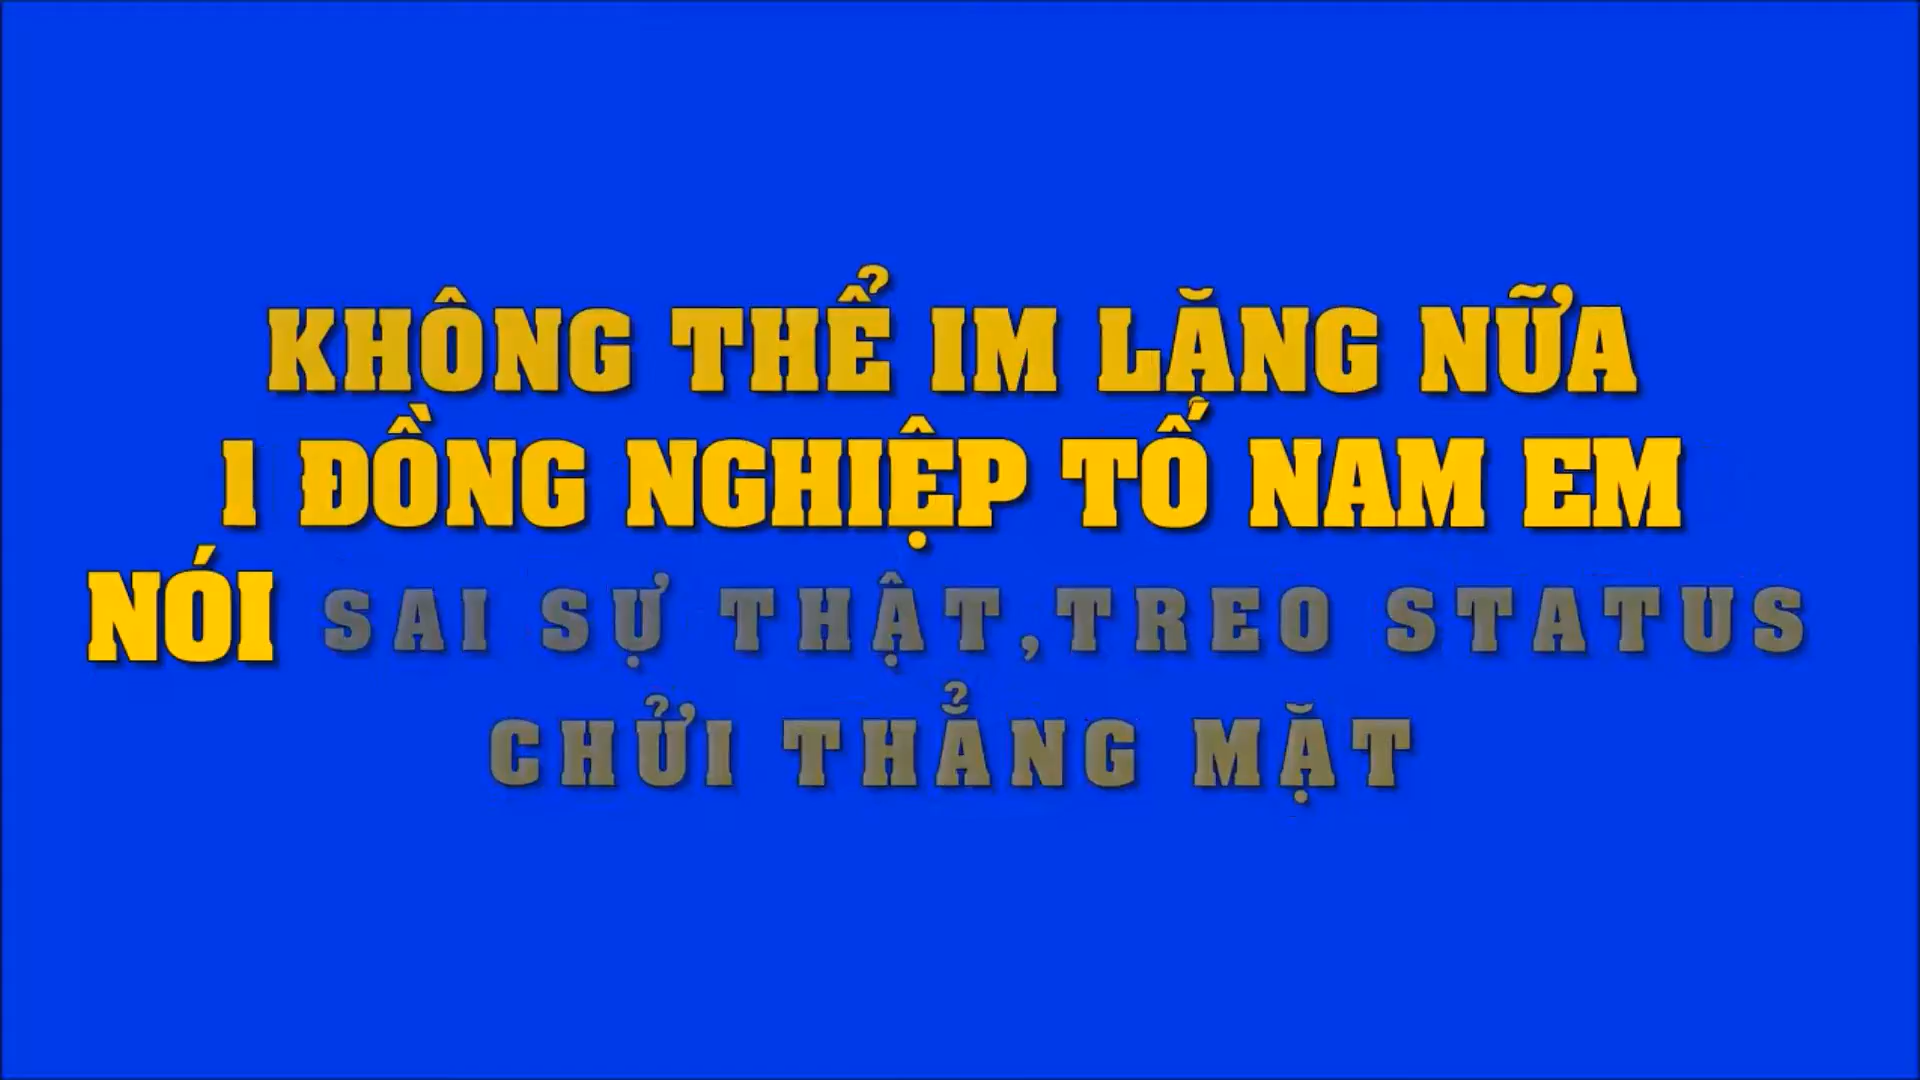 KHÔNG THỂ IM LẶNG NỮA
1 ĐỒNG NGHIỆP TỐ NAM EM
NÓI SAI SỰ THẬT,TREO STATUS
CHỬI THẲNG MẶT